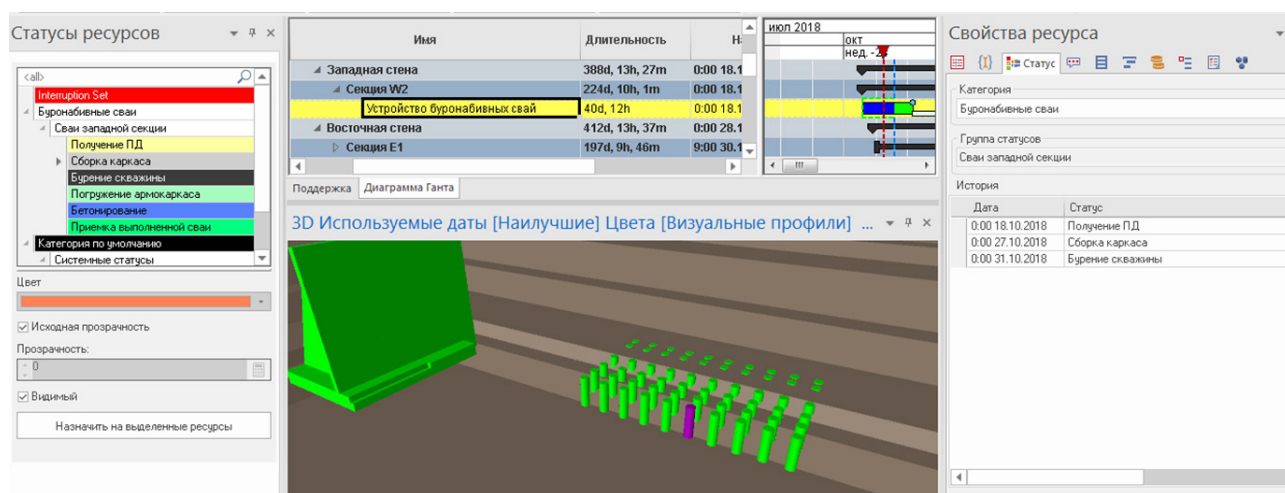 Статусы ресурсов
<all>
Interruption Set
Буронабивные сваи
Сваи западной секции
Получение ПД
Сборка каркаса
Бурение скважины
Погружение армокаркаса
Бетонирование
Приемка выполненной сваи
Категория по умолчанию
Системные статусы
Цвет
Исходная прозрачность
Прозрачность:
0
Видимый
Назначить на выделенные ресурсы
Имя Длительность
июл 2018
окт
нед. -2
Западная стена 388d, 13h, 27m 0:00 18.1
Секция W2 224d, 10h, 1m 0:00 18.1
Устройство буронабивных свай 40d, 12h 0:00 18.1
Восточная стена 412d, 13h, 37m 0:00 28.1
Секция E1 197d, 9h, 46m 9:00 30.1
Поддержка Диаграмма Ганта
3D Используемые даты [Наилучшие] Цвета [Визуальные профили] ...
Свойства ресурса
Статус
Категория
Буронабивные сваи
Группа статусов
Сваи западной секции
История
Дата Статус
0:00 18.10.2018 Получение ПД
0:00 27.10.2018 Сборка каркаса
0:00 31.10.2018 Бурение скважины